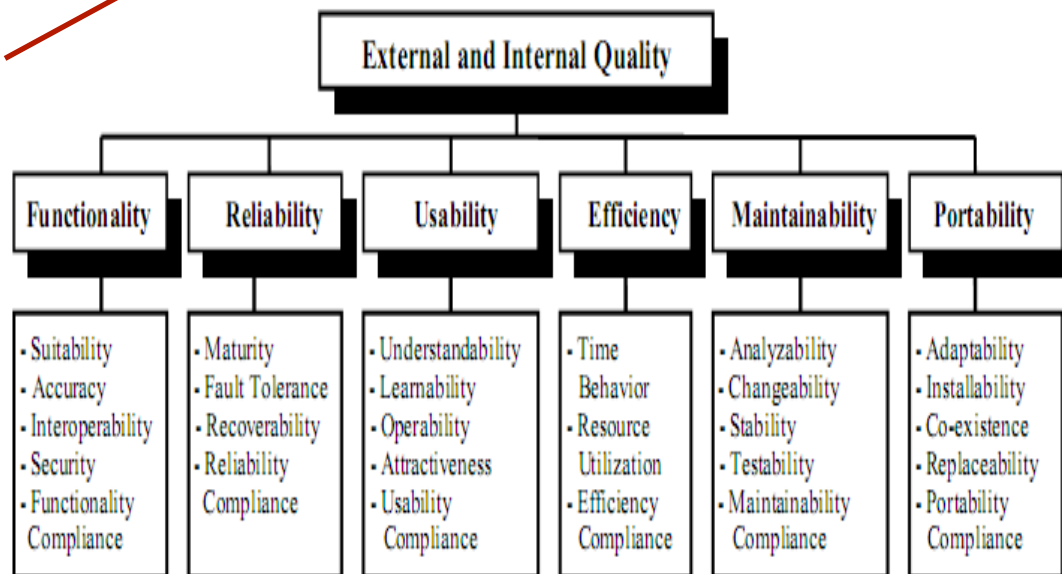 External and Internal Quality
Functionality
Reliability
Usability
Efficiency
Maintainability
Portability
- Suitability
- Accuracy
- Interoperability
- Security
- Functionality
Compliance
- Maturity
- Fault Tolerance
- Recoverability
- Reliability
Compliance
- Understandability
- Learnability
- Operability
- Attractiveness
- Usability
Compliance
- Time
Behavior
- Resource
Utilization
- Efficiency
Compliance
- Analyzability
- Changeability
- Stability
- Testability
- Maintainability
Compliance
- Adaptability
- Installability
- Co-existence
- Replaceability
- Portability
Compliance